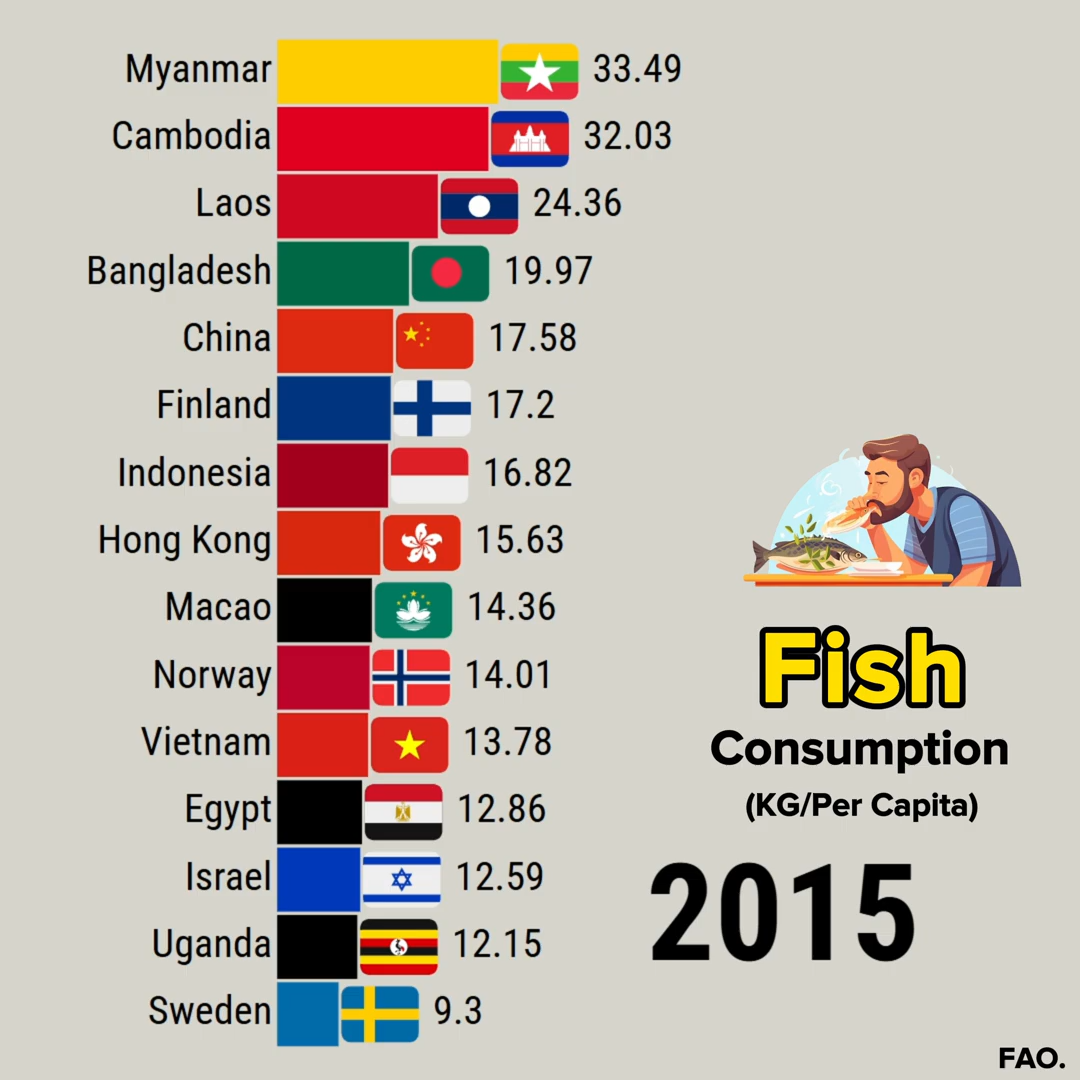 Myanmar 33.49
Cambodia 32.03
Laos 24.36
Bangladesh 19.97
China 17.58
Finland 17.2
Indonesia 16.82
Hong Kong 15.63
Macao 14.36
Norway 14.01
Vietnam 13.78
Egypt 12.86
Israel 12.59
Uganda 12.15
Sweden 9.3
Fish
Consumption
(KG/Per Capita)
2015
FAO.